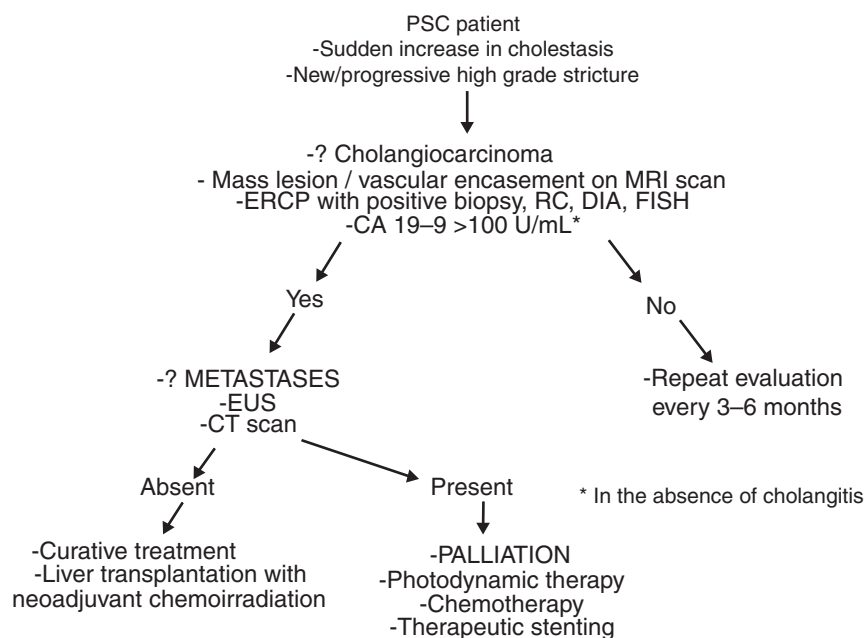 PSC patient
-Sudden increase in cholestasis
-New/progressive high grade stricture
-? Cholangiocarcinoma
- Mass lesion / vascular encasement on MRI scan
-ERCP with positive biopsy, RC, DIA, FISH
-CA 19–9 >100 U/mL*
Yes
No
-? METASTASES
-EUS
-CT scan
-Repeat evaluation
every 3–6 months
Absent
Present
* In the absence of cholangitis
-Curative treatment
-Liver transplantation with
neoadjuvant chemoirradiation
-PALLIATION
-Photodynamic therapy
-Chemotherapy
-Therapeutic stenting